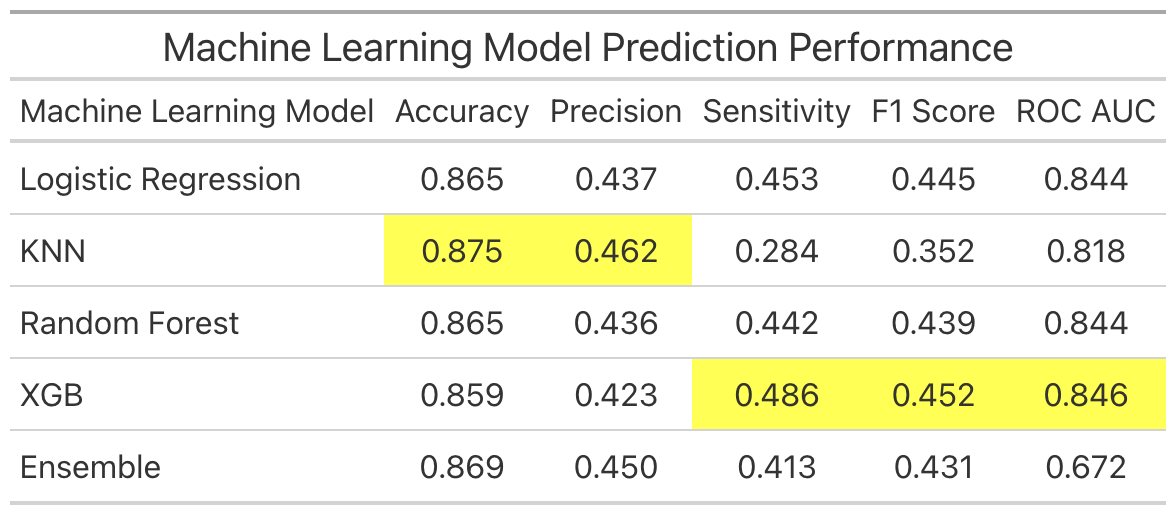 Machine Learning Model Prediction Performance
Machine Learning Model Accuracy Precision Sensitivity F1 Score ROC AUC
Logistic Regression 0.865 0.437 0.453 0.445 0.844
KNN 0.875 0.462 0.284 0.352 0.818
Random Forest 0.865 0.436 0.442 0.439 0.844
XGB 0.859 0.423 0.486 0.452 0.846
Ensemble 0.869 0.450 0.413 0.431 0.672